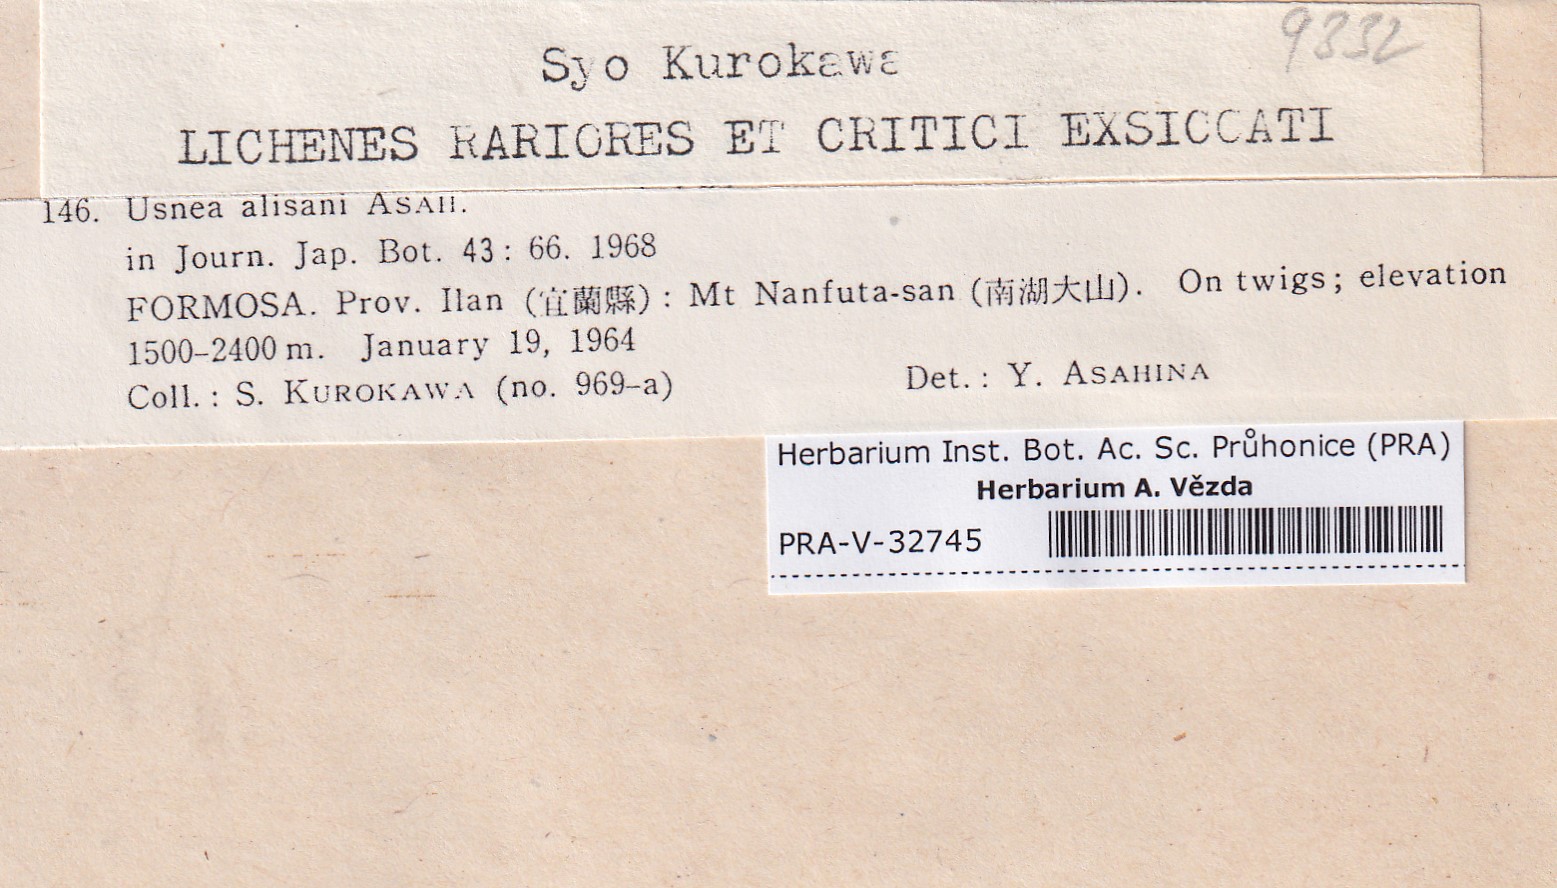 9332
Syo Kurokawa
LICHENES RARIORES ET CRITICI EXSICCATI
146. Usnea alisani ASAH.
in Journ. Jap. Bot. 43: 66. 1968
FORMOSA. Prov. Ilan (宜蘭縣): Mt Nanfuta-san (南湖大山). On twigs; elevation
1500–2400 m. January 19, 1964
Coll.: S. KUROKAWA (no. 969–a) Det.: Y. ASAHINA
Herbarium Inst. Bot. Ac. Sc. Průhonice (PRA)
Herbarium A. Vězda
PRA-V-32745